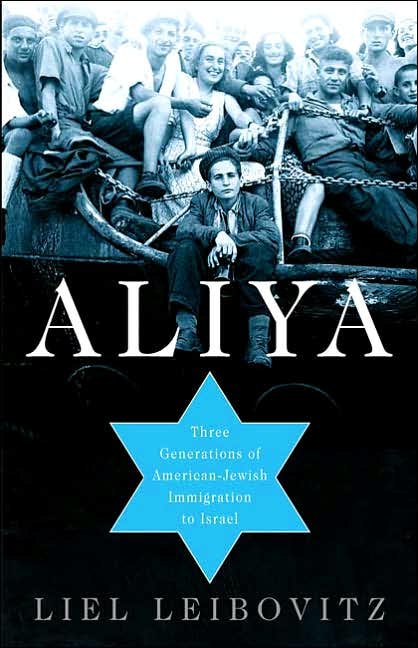 ALIYA
Three
Generations of
American-Jewish
Immigration
to Israel
LIEL LEIBOVITZ